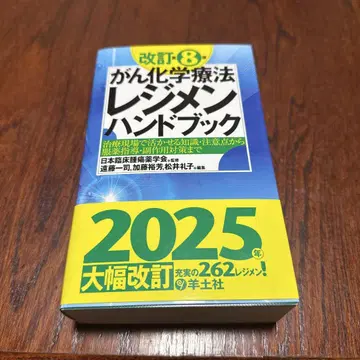 改訂第8版
がん化学療法
レジメン
ハンドブック
治療現場で活かせる知識・注意点から
服薬指導・副作用対策まで
日本臨床腫瘍薬学会●監修
遠藤一司,加藤裕芳,松井礼子●編集
2025年
大幅改訂
充実の262レジメン!
羊土社